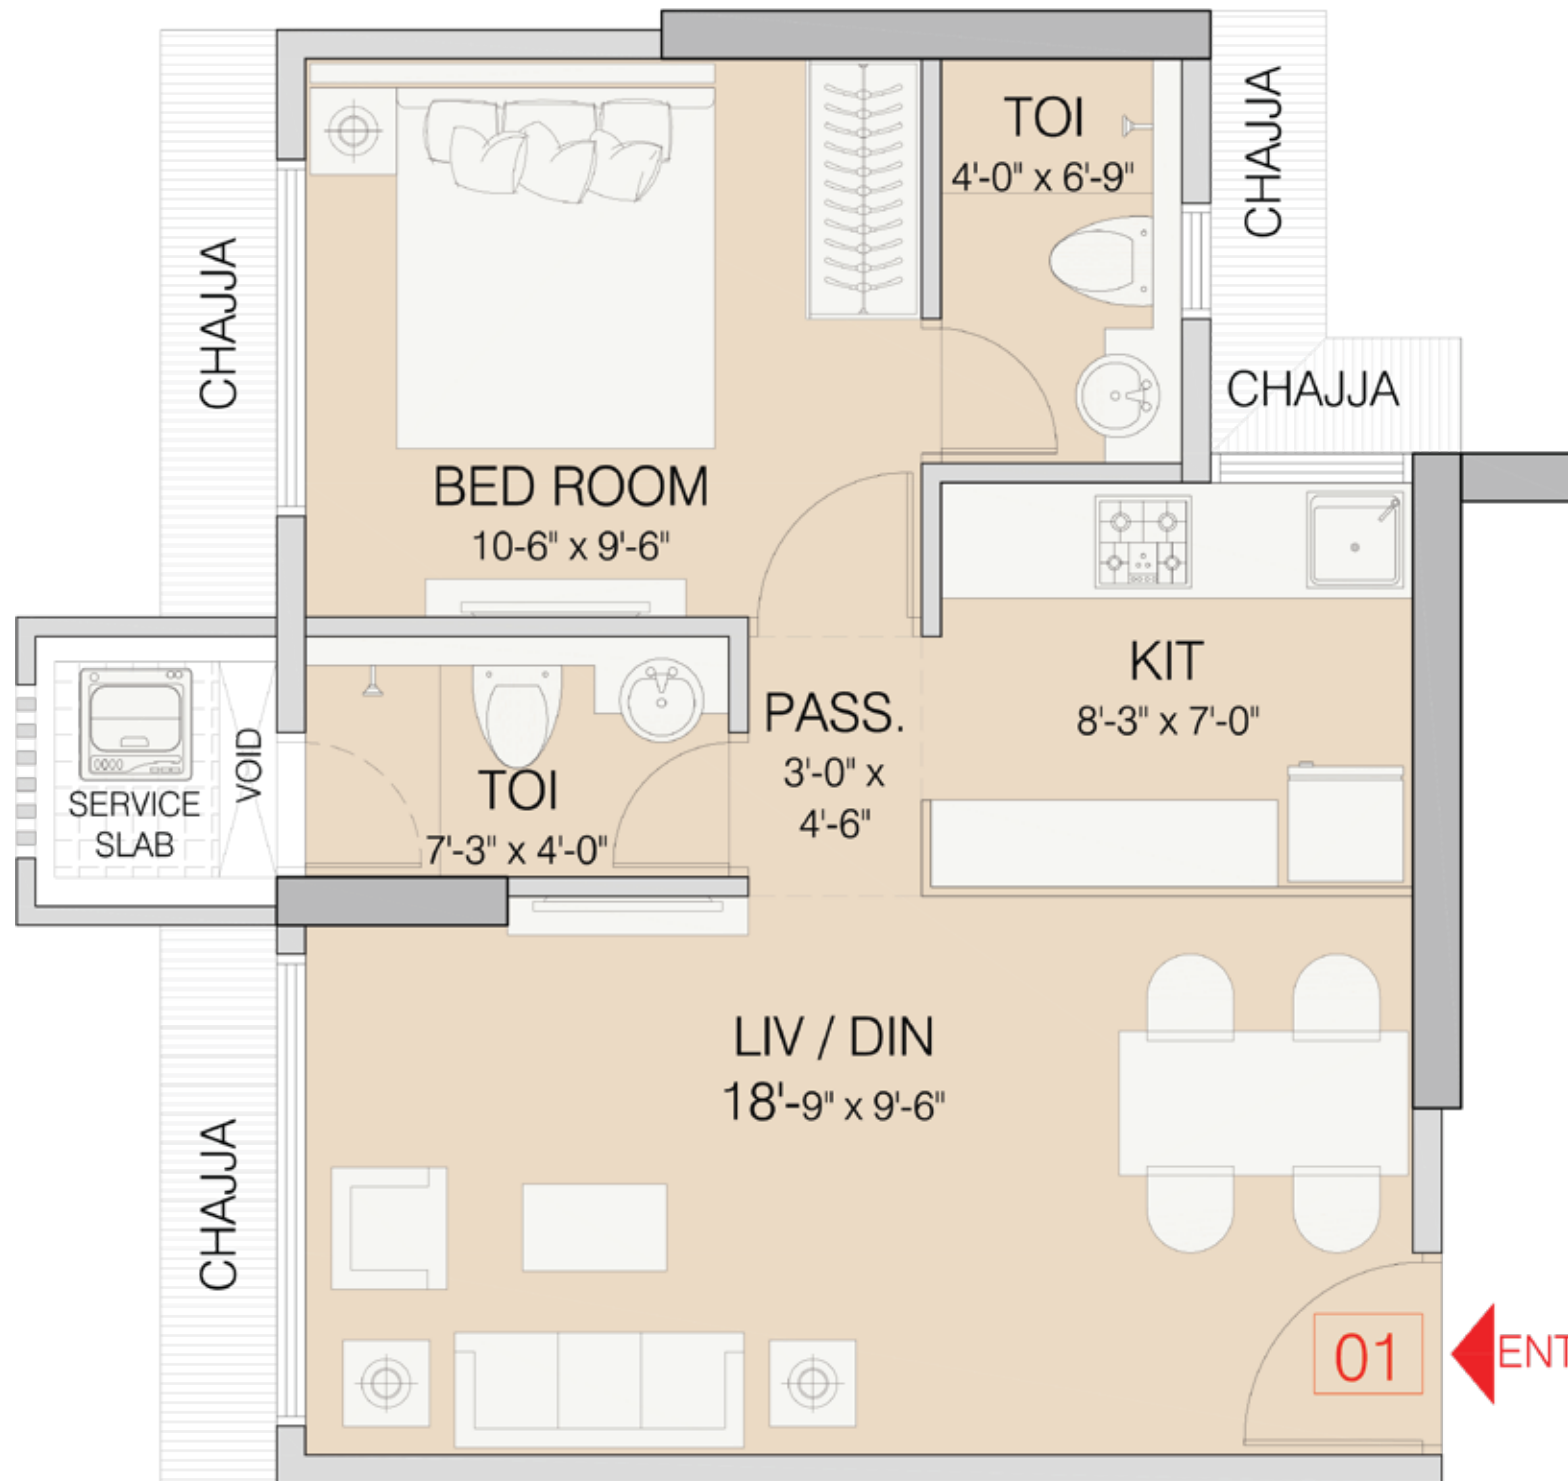 TOI
4'-0" x 6'-9"
CHAJJA
CHAJJA
CHAJJA
BED ROOM
10-6" x 9'-6"
KIT
8'-3" x 7'-0"
PASS.
3'-0" x
4'-6"
VOID
SERVICE
SLAB
TOI
7'-3" x 4'-0"
LIV / DIN
18'-9" x 9'-6"
CHAJJA
01
ENT